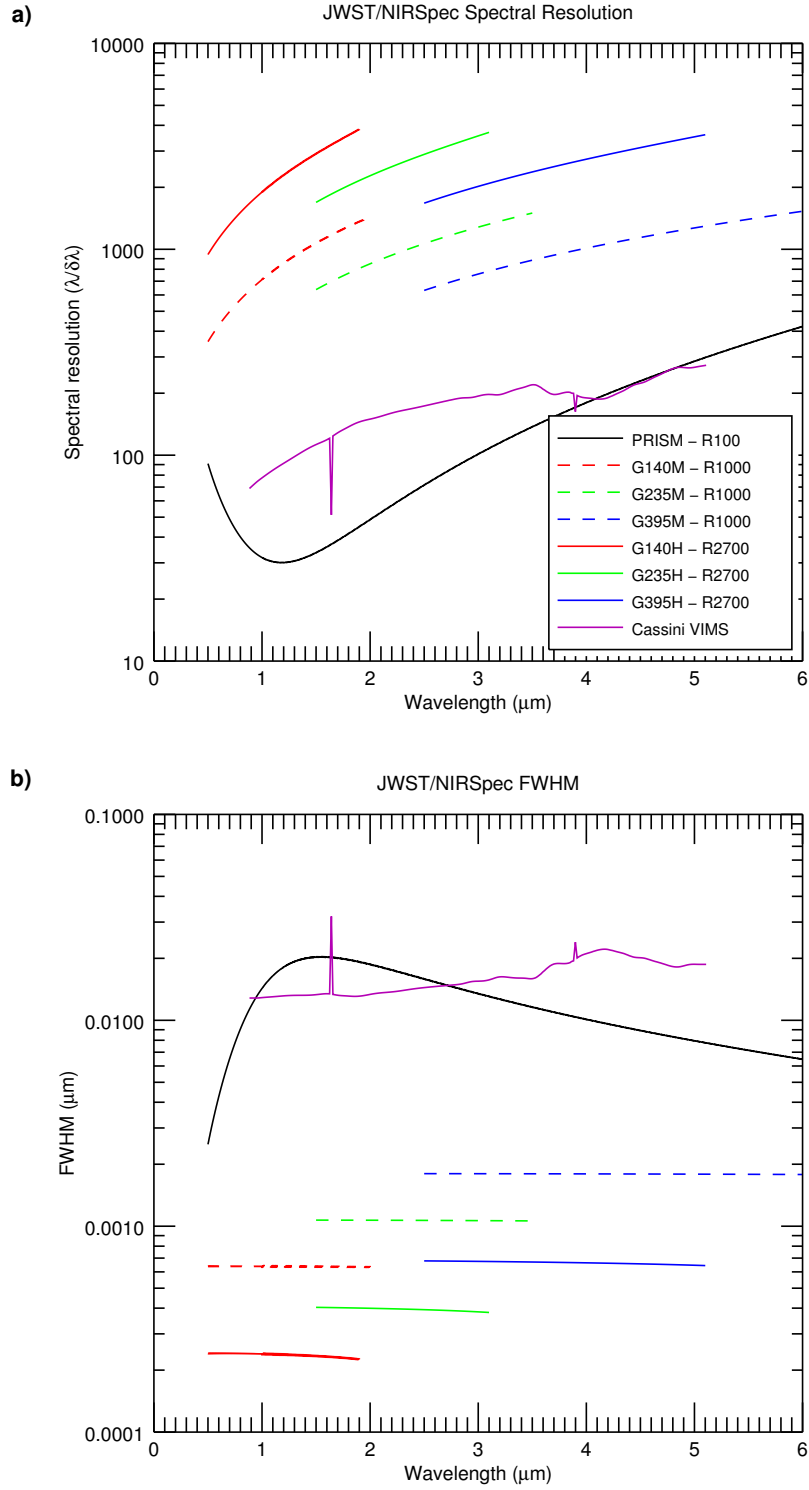 a)
JWST/NIRSpec Spectral Resolution
10000
1000
100
10
Spectral resolution (λ/δλ)
0 1 2 3 4 5 6
Wavelength (μm)
PRISM − R100
G140M − R1000
G235M − R1000
G395M − R1000
G140H − R2700
G235H − R2700
G395H − R2700
Cassini VIMS
b)
JWST/NIRSpec FWHM
0.1000
0.0100
0.0010
0.0001
FWHM (μm)
0 1 2 3 4 5 6
Wavelength (μm)